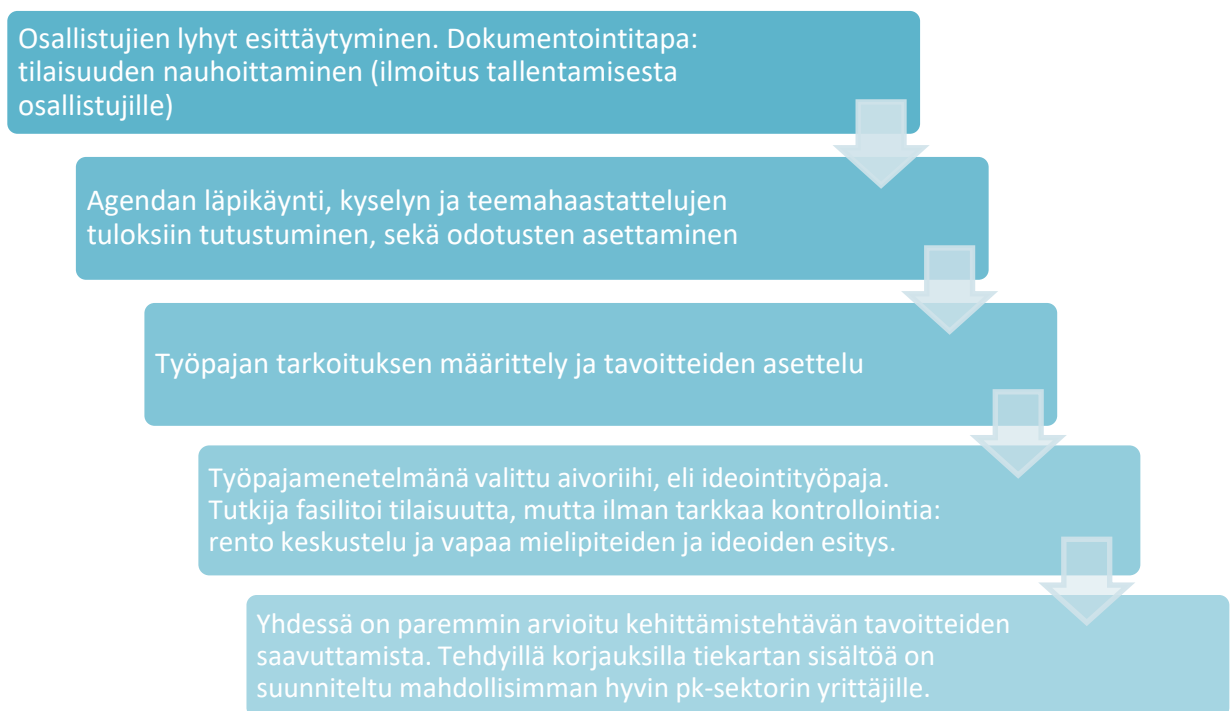 Osallistujien lyhyt esittäytyminen. Dokumentointitapa:
tilaisuuden nauhoittaminen (ilmoitus tallentamisesta
osallistujille)
Agendan läpikäynti, kyselyn ja teemahaastattelujen
tuloksiin tutustuminen, sekä odotusten asettaminen
Työpajan tarkoituksen määrittely ja tavoitteiden asettelu
Työpajamenetelmänä valittu aivoriihi, eli ideointityöpaja.
Tutkija fasilitoi tilaisuutta, mutta ilman tarkkaa kontrollointia:
rento keskustelu ja vapaa mielipiteiden ja ideoiden esitys.
Yhdessä on paremmin arvioitu kehittämistehtävän tavoitteiden
saavuttamista. Tehdyillä korjauksilla tiekartan sisältöä on
suunniteltu mahdollisimman hyvin pk-sektorin yrittäjille.